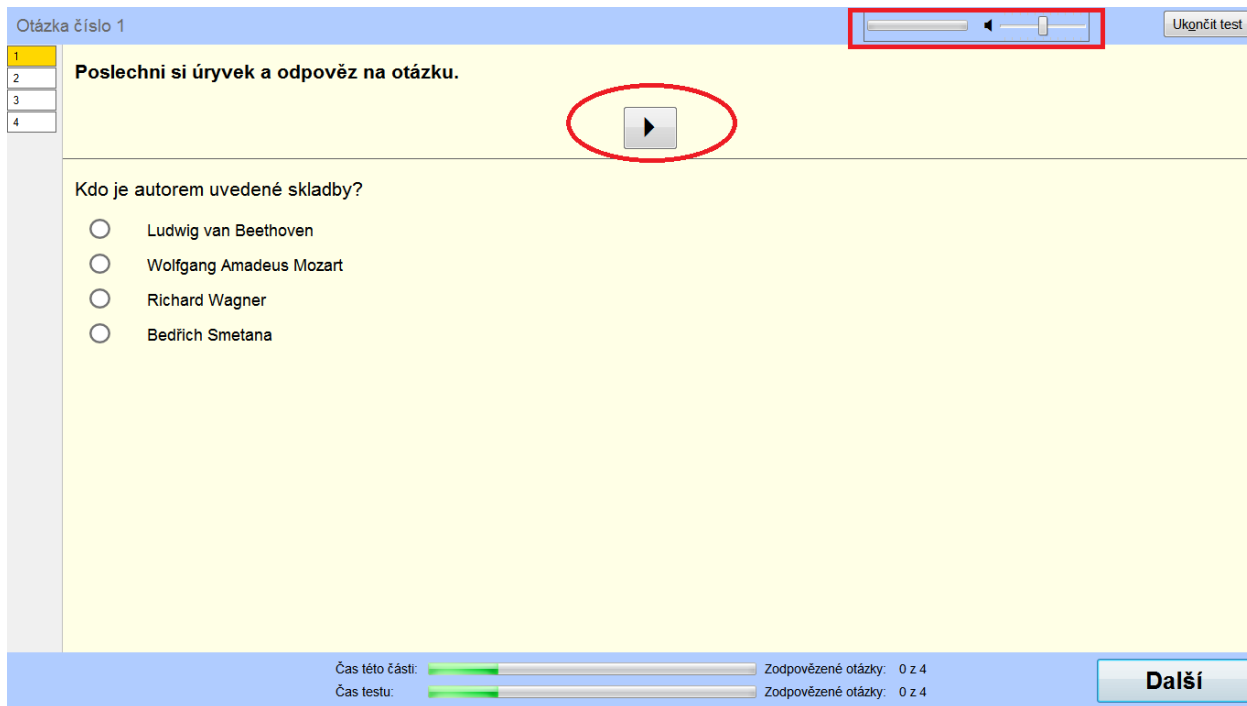 Otázka číslo 1
Ukončit test
1
2
3
4
Poslechni si úryvek a odpověz na otázku.
Kdo je autorem uvedené skladby?
Ludwig van Beethoven
Wolfgang Amadeus Mozart
Richard Wagner
Bedřich Smetana
Čas této části: Zodpovězené otázky: 0 z 4
Čas testu: Zodpovězené otázky: 0 z 4
Další